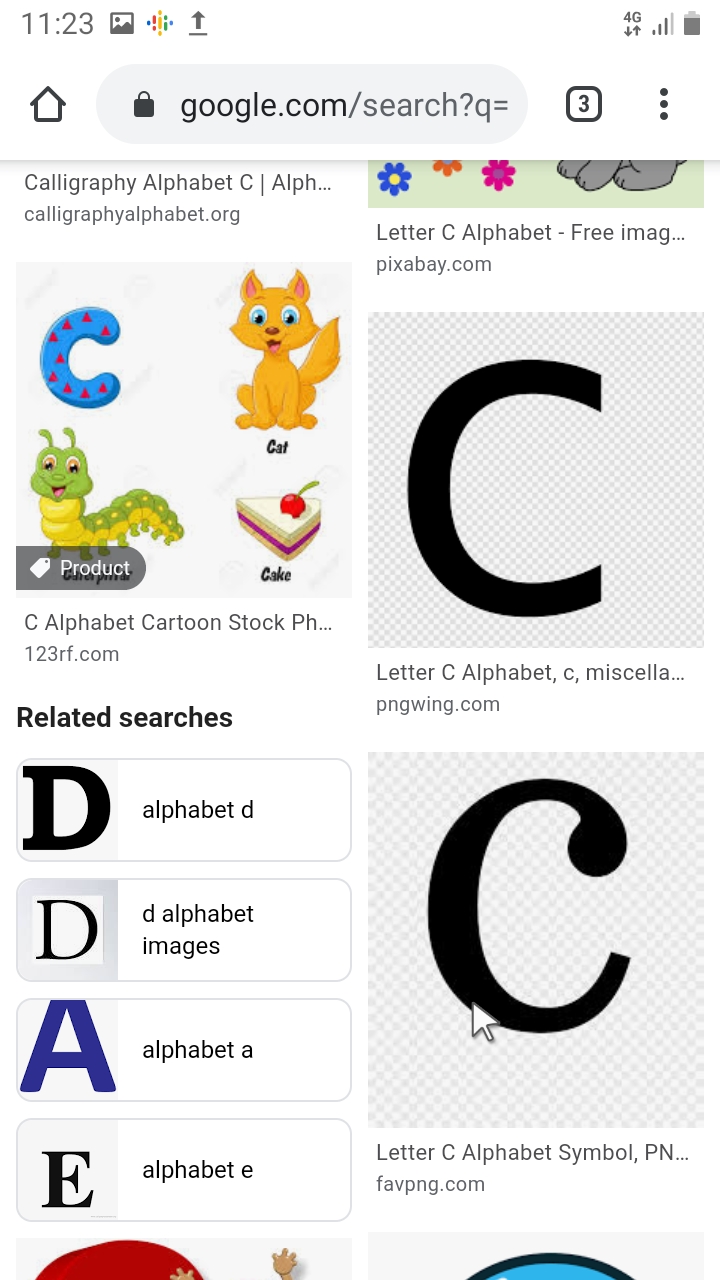 11:23
4G
google.com/search?q=
3
Calligraphy Alphabet C | Alph…
calligraphyalphabet.org
Letter C Alphabet - Free imag…
pixabay.com
C
Cat
Cake
Product
C Alphabet Cartoon Stock Ph…
123rf.com
C
Letter C Alphabet, c, miscella…
pngwing.com
Related searches
D
alphabet d
D
d alphabet
images
A
alphabet a
E
alphabet e
C
Letter C Alphabet Symbol, PN…
favpng.com